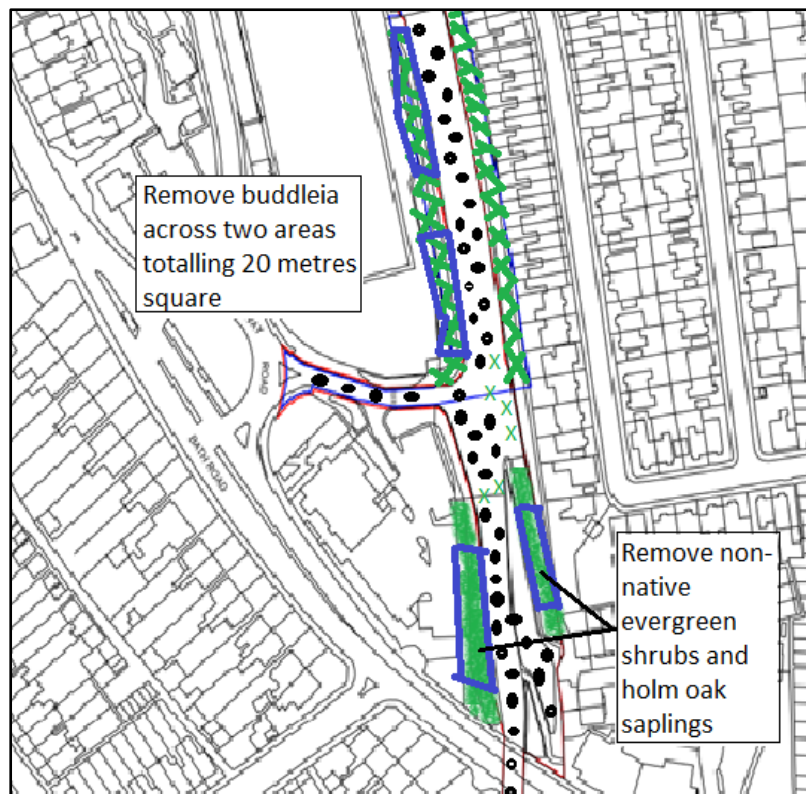 Remove buddleia
across two areas
totalling 20 metres
square
ROAD
BATH ROAD
Remove non-
native
evergreen
shrubs and
holm oak
saplings